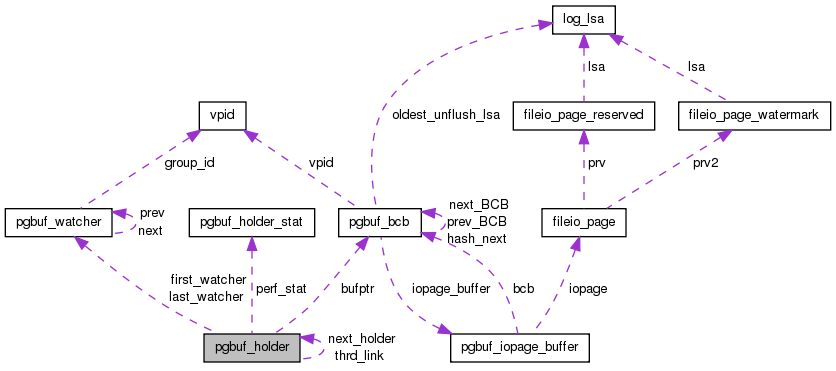 log_lsa
lsa
lsa
vpid
oldest_unflush_lsa
fileio_page_reserved
fileio_page_watermark
group_id
vpid
prv
prv2
pgbuf_watcher
prev
next
pgbuf_holder_stat
pgbuf_bcb
next_BCB
prev_BCB
hash_next
fileio_page
first_watcher
last_watcher
perf_stat
bufptr
iopage_buffer
bcb
iopage
pgbuf_holder
next_holder
thrd_link
pgbuf_iopage_buffer